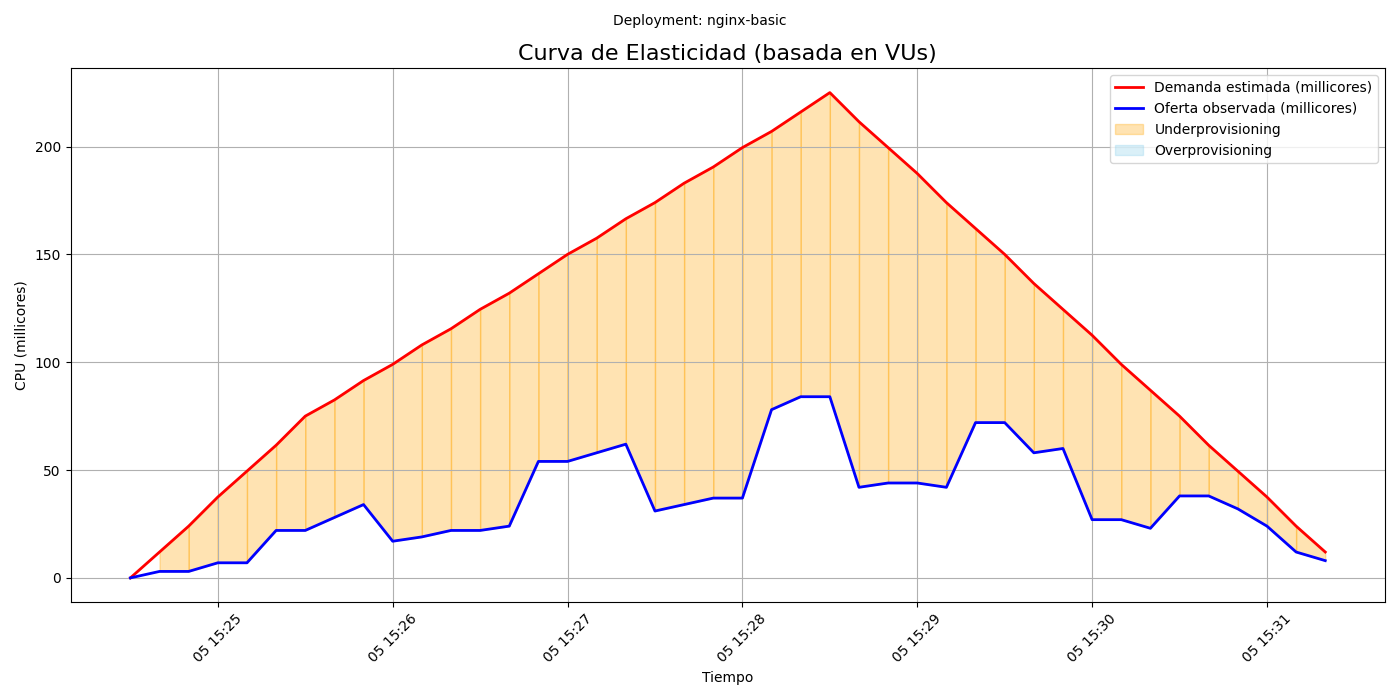 Deployment: nginx-basic
Curva de Elasticidad (basada en VUs)
Demanda estimada (millicores)
Oferta observada (millicores)
Underprovisioning
Overprovisioning
CPU (millicores)
200
150
100
50
0
05 15:25
05 15:26
05 15:27
05 15:28
05 15:29
05 15:30
05 15:31
Tiempo